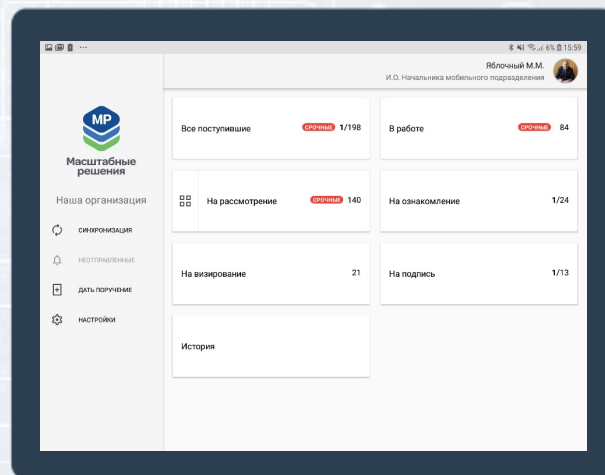 6% 15:59
Яблочный М.М.
И.О. Начальника мобильного подразделения
МР
Масштабные
решения
Наша организация
СИНХРОНИЗАЦИЯ
НЕОТПРАВЛЕННЫЕ
ДАТЬ ПОРУЧЕНИЕ
НАСТРОЙКИ
Все поступившие СРОЧНЫЕ 1/198
В работе СРОЧНЫЕ 84
На рассмотрение СРОЧНЫЕ 140
На ознакомление 1/24
На визирование 21
На подпись 1/13
История